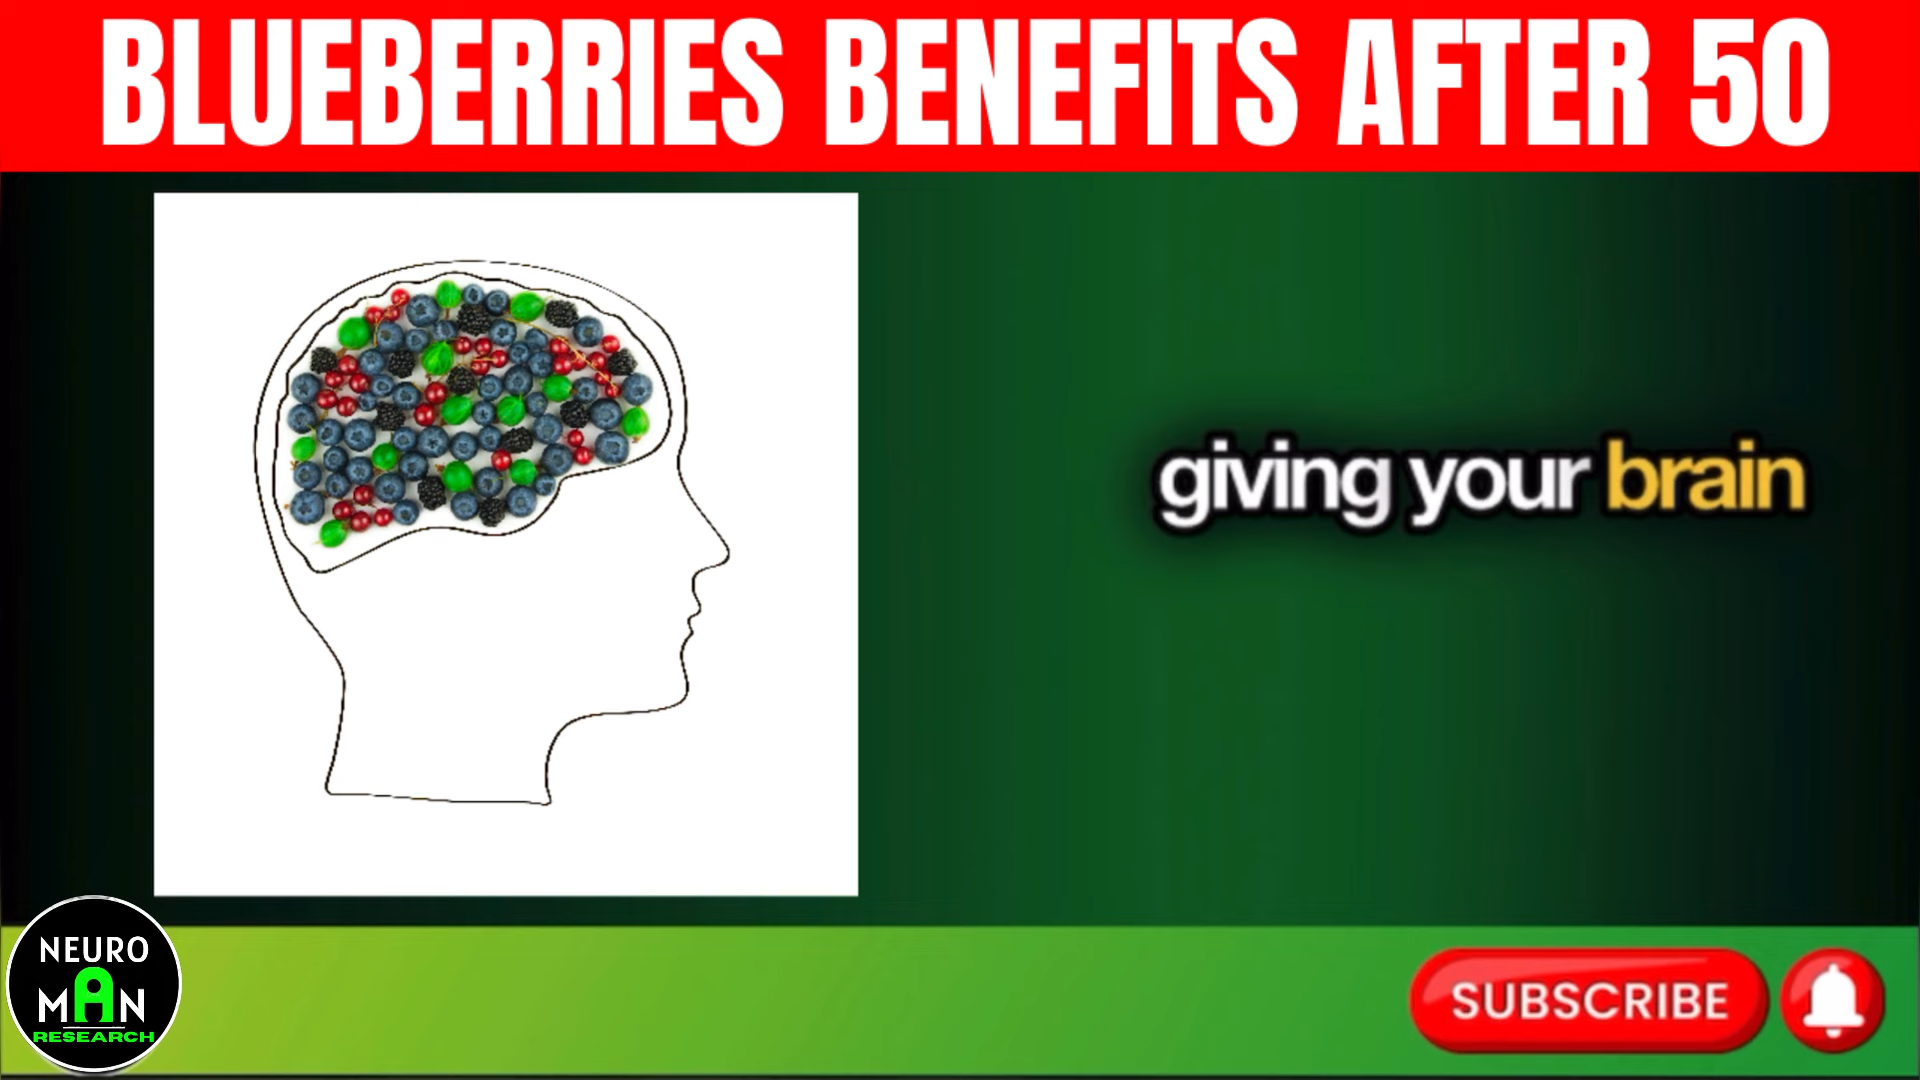 BLUEBERRIES BENEFITS AFTER 50
giving your brain
NEURO
MAN
RESEARCH
SUBSCRIBE